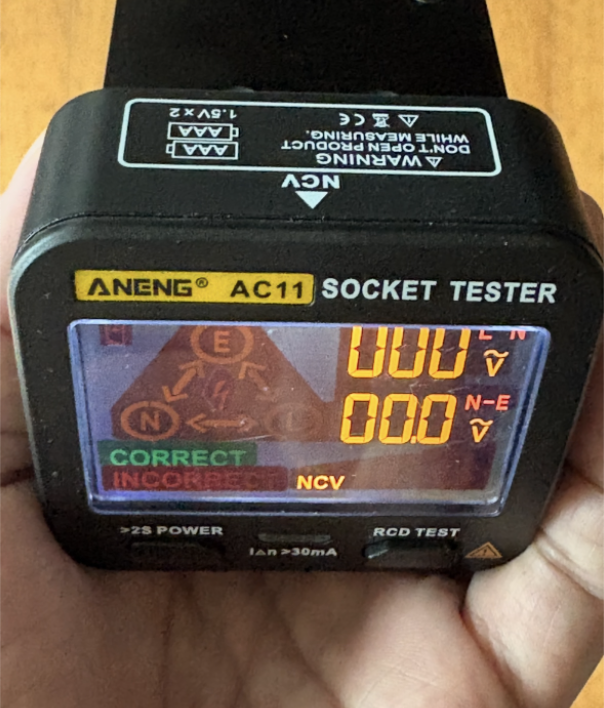 1.5V x 2
AAA
AAA
⚠ WARNING
DON'T OPEN PRODUCT
WHILE MEASURING.
CE
NCV
ANENG® AC11 SOCKET TESTER
E
N
L
000 L-N
V
00.0 N-E
V
CORRECT
INCORRECT NCV
>2S POWER
I△n >30mA
RCD TEST